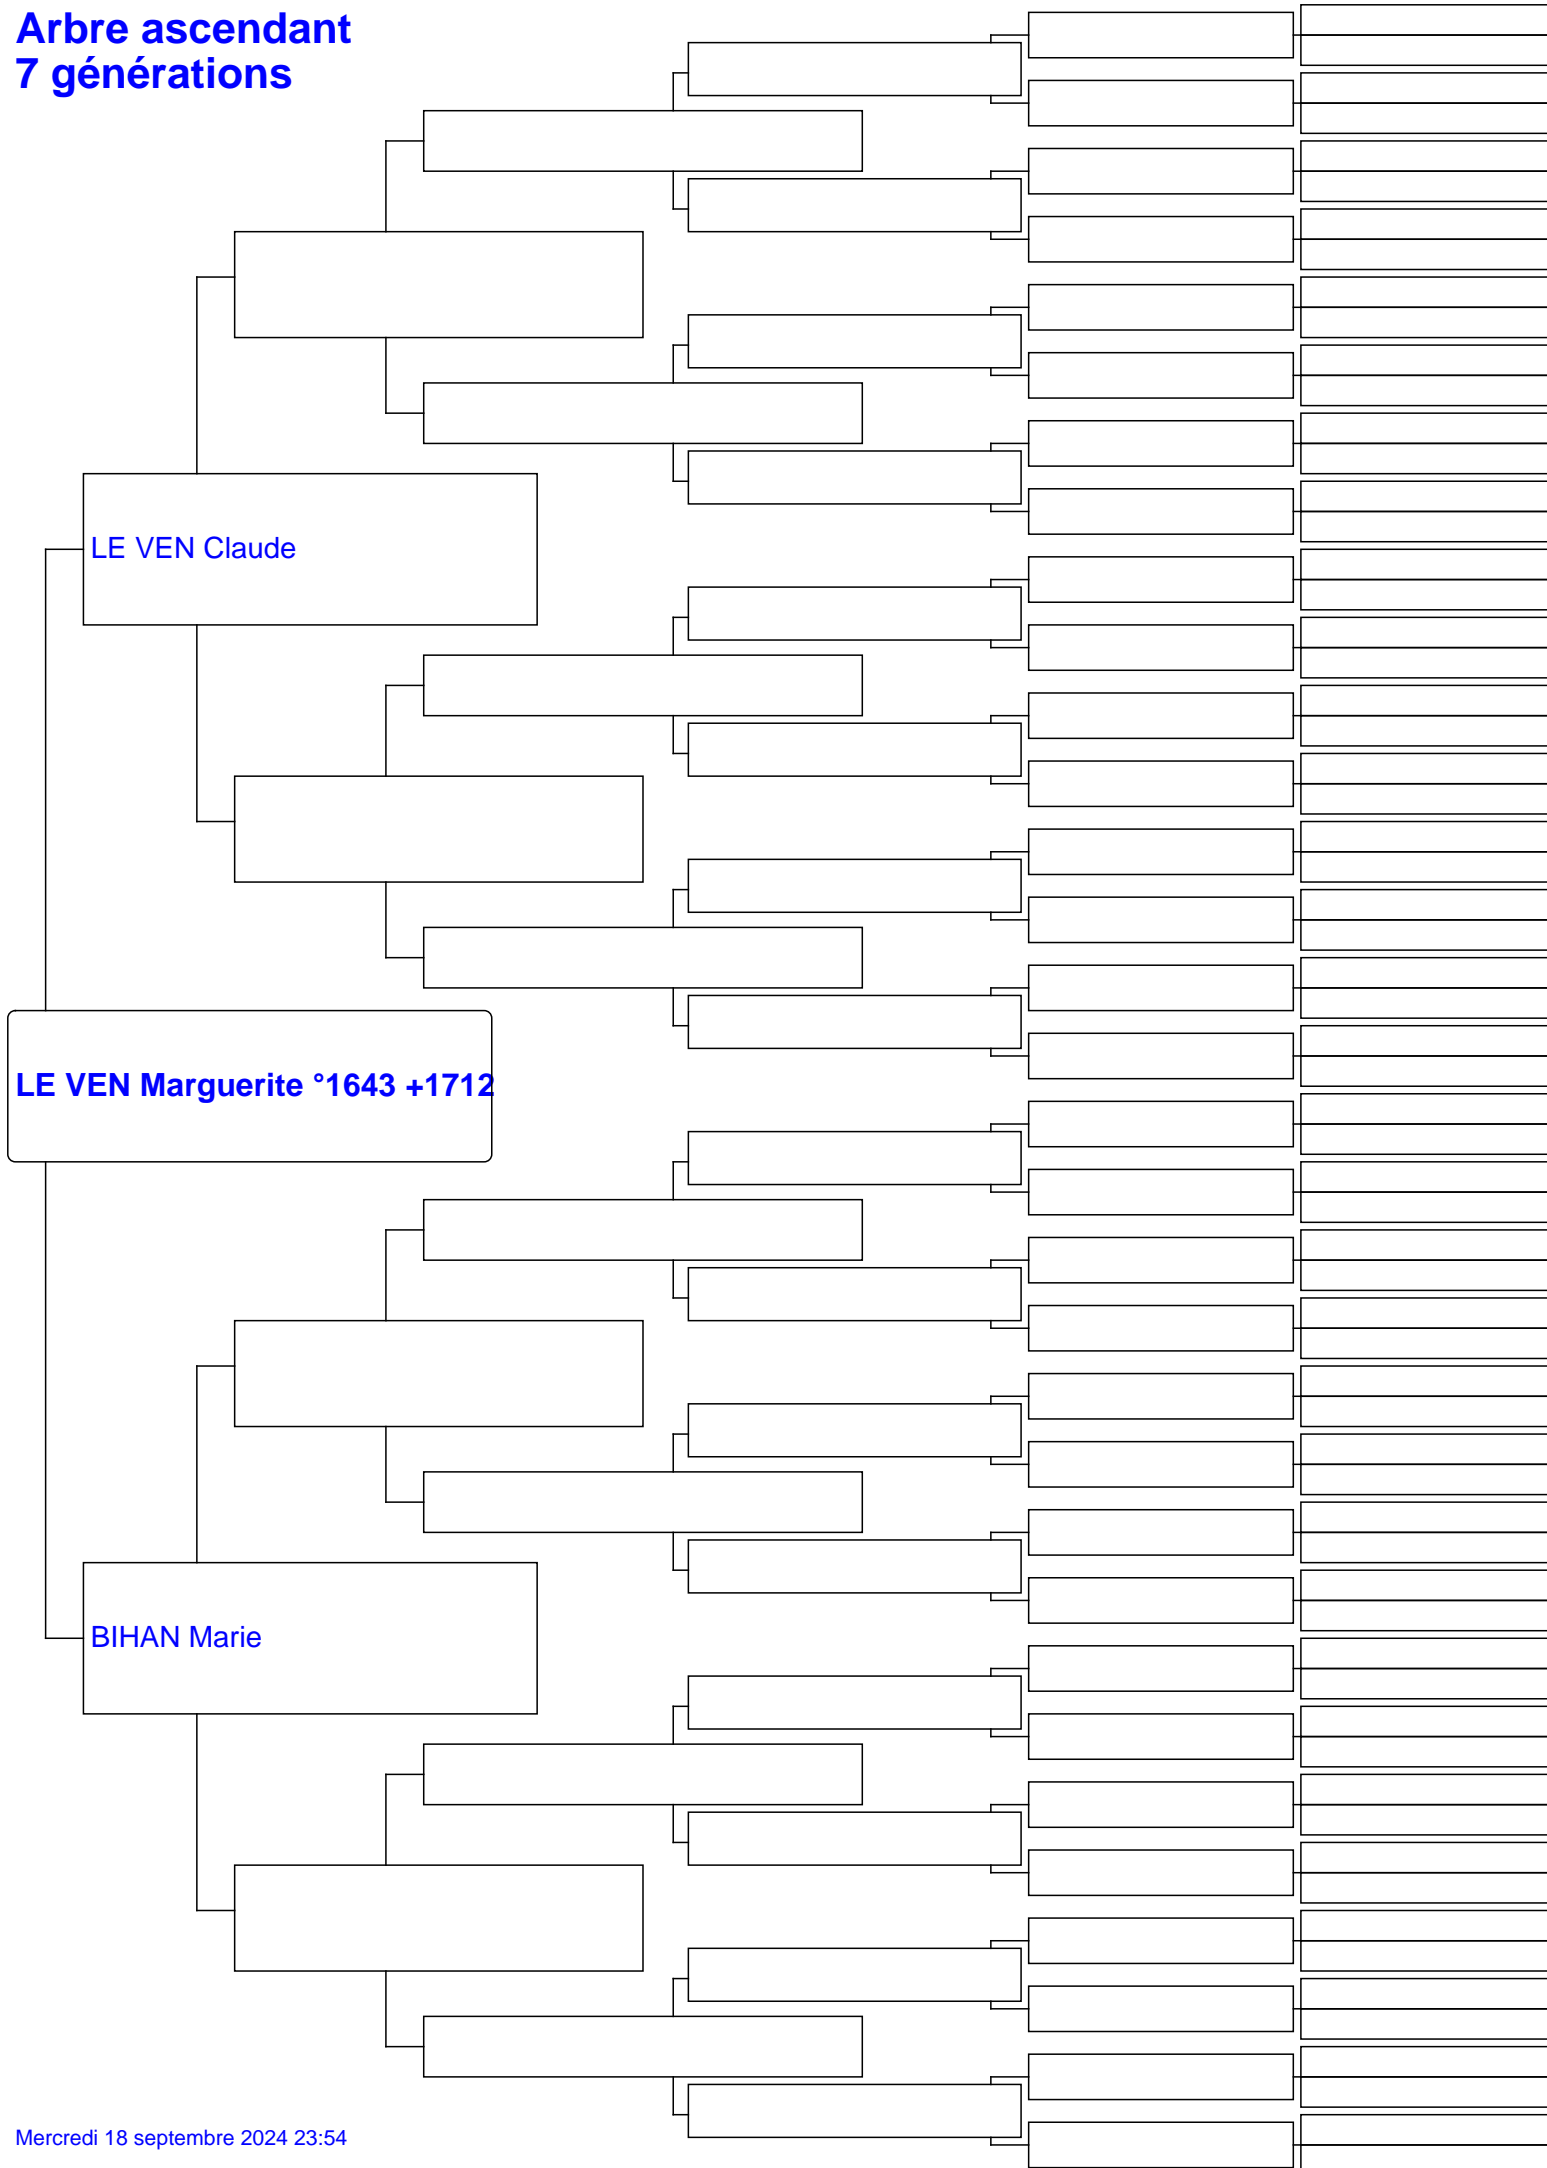 Arbre ascendant
7 générations
LE VEN Claude
LE VEN Marguerite °1643 +1712
BIHAN Marie
Mercredi 18 septembre 2024 23:54